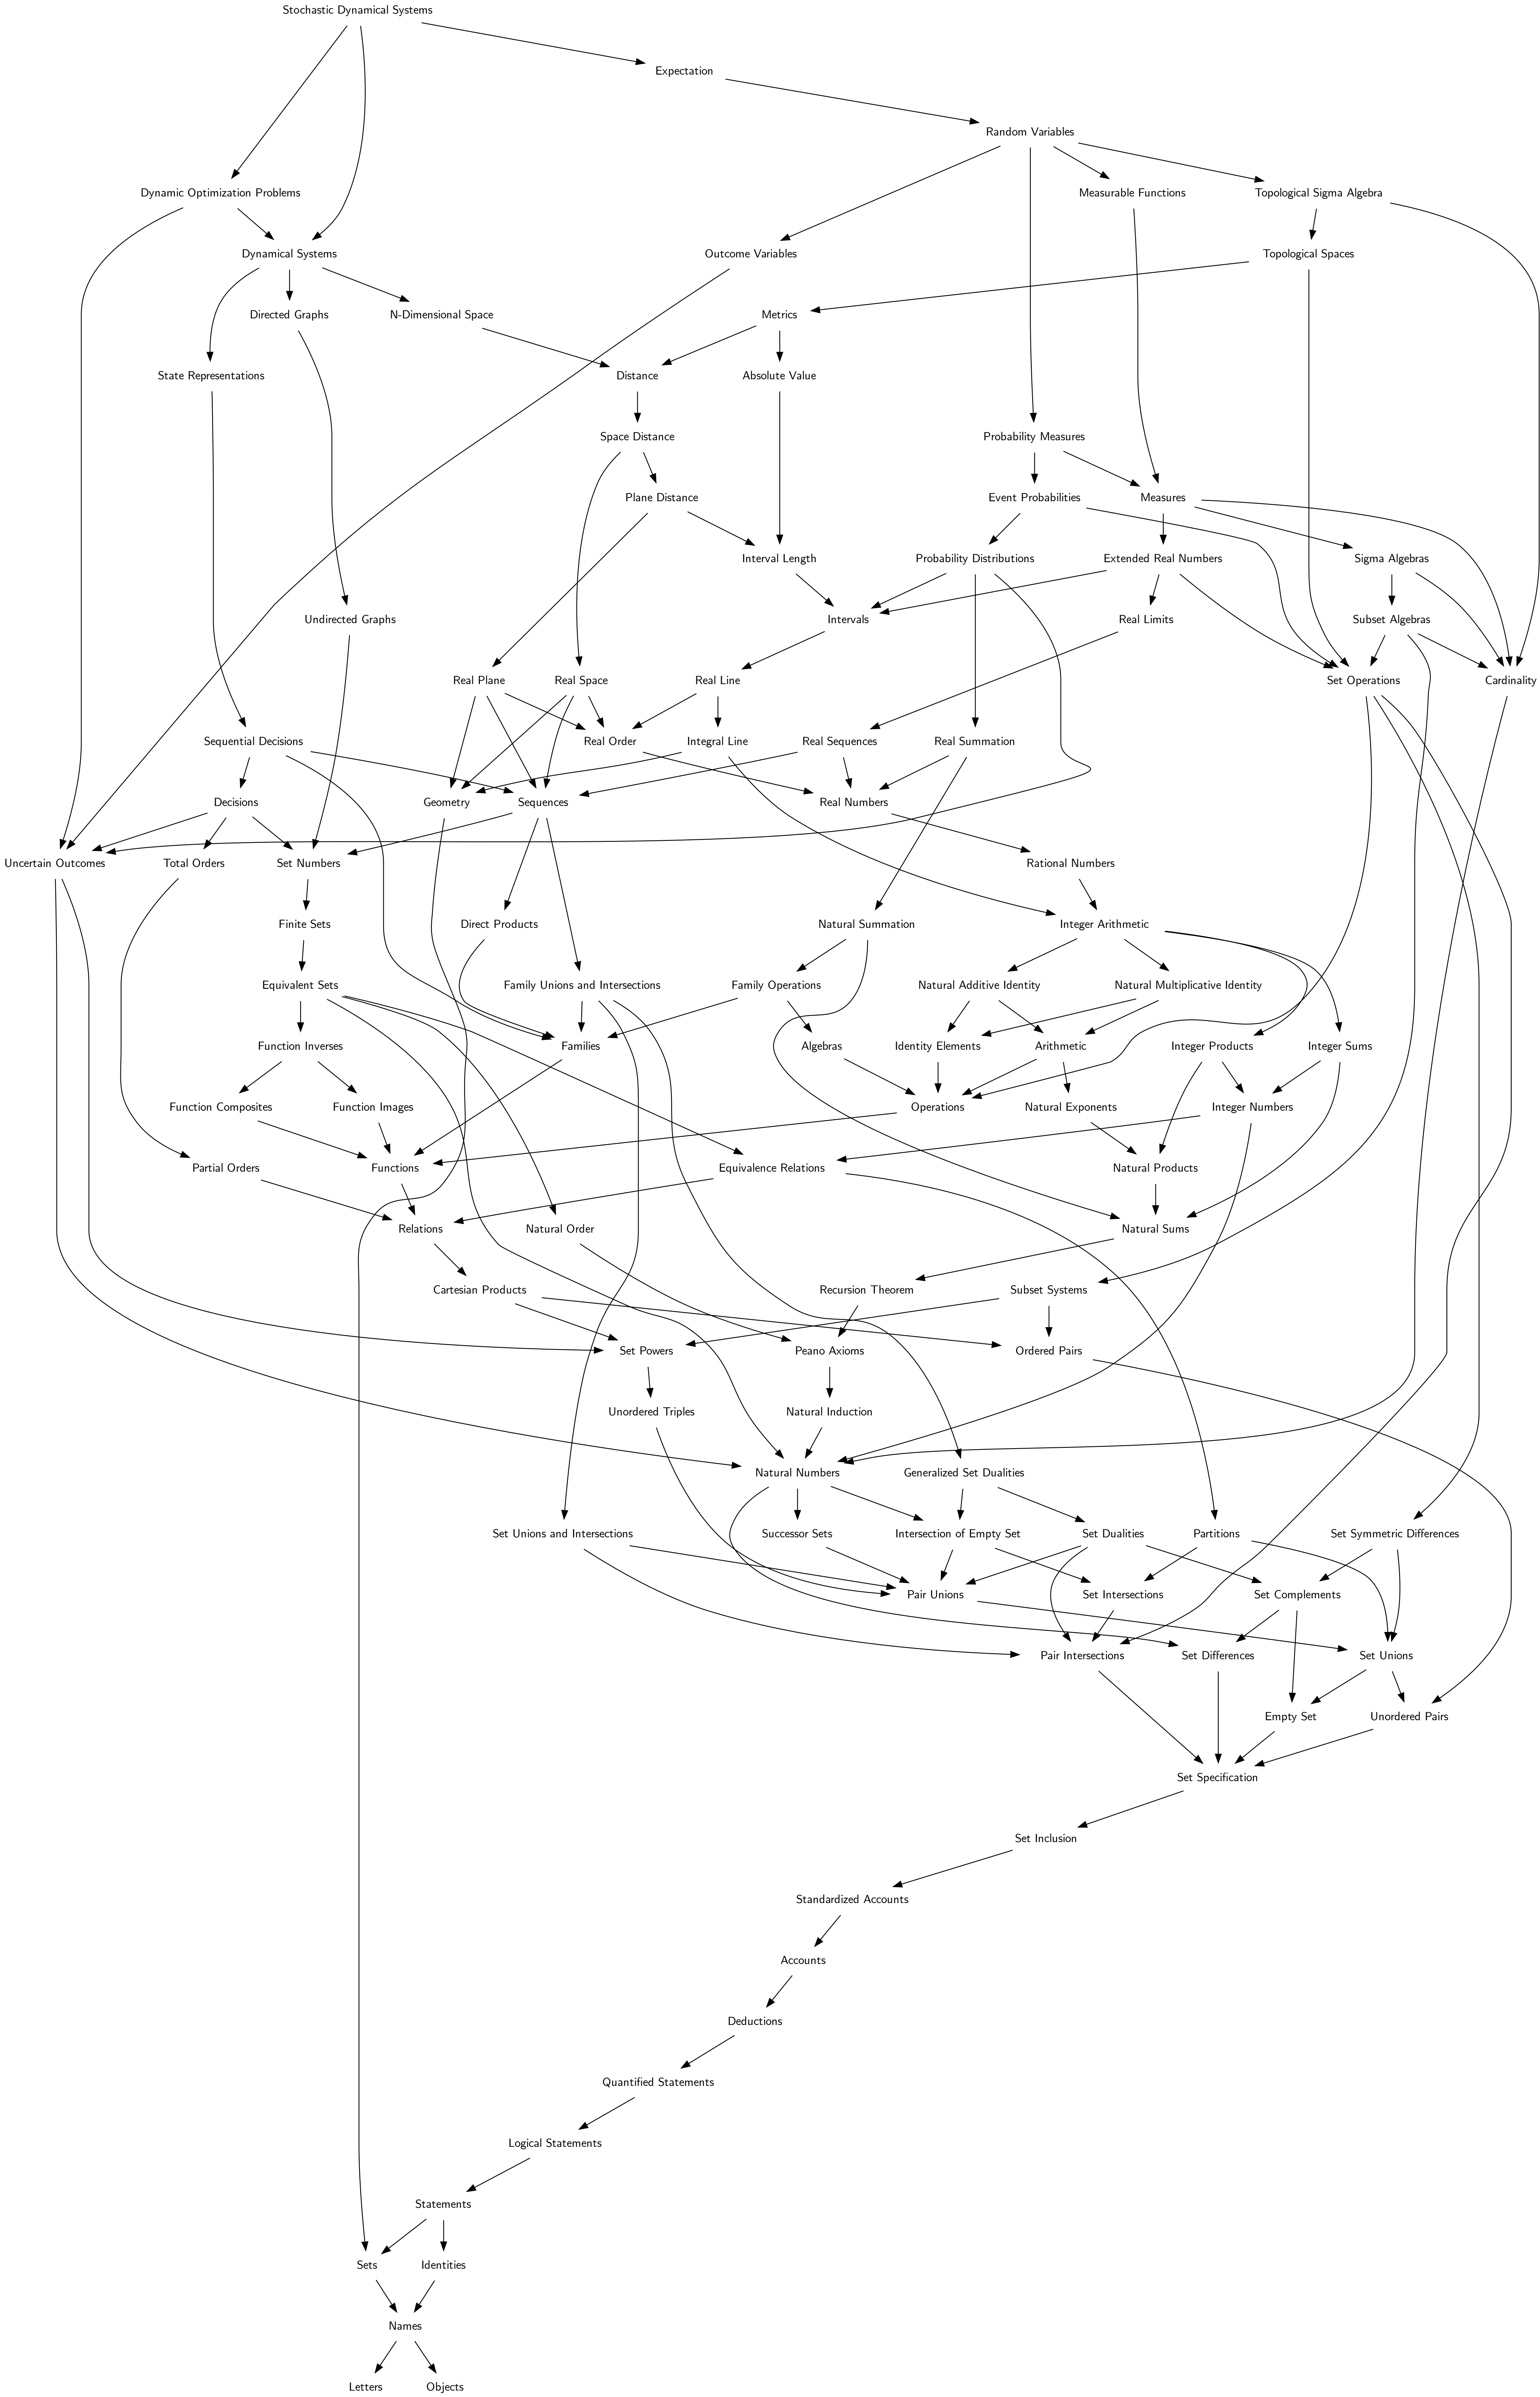 Stochastic Dynamical Systems
Expectation
Random Variables
Dynamic Optimization Problems
Measurable Functions
Topological Sigma Algebra
Dynamical Systems
Outcome Variables
Topological Spaces
Directed Graphs
N-Dimensional Space
Metrics
State Representations
Distance
Absolute Value
Space Distance
Probability Measures
Plane Distance
Event Probabilities
Measures
Interval Length
Probability Distributions
Extended Real Numbers
Sigma Algebras
Undirected Graphs
Intervals
Real Limits
Subset Algebras
Real Plane
Real Space
Real Line
Set Operations
Cardinality
Sequential Decisions
Real Order
Integral Line
Real Sequences
Real Summation
Decisions
Geometry
Sequences
Real Numbers
Uncertain Outcomes
Total Orders
Set Numbers
Rational Numbers
Finite Sets
Direct Products
Natural Summation
Integer Arithmetic
Equivalent Sets
Family Unions and Intersections
Family Operations
Natural Additive Identity
Natural Multiplicative Identity
Function Inverses
Families
Algebras
Identity Elements
Arithmetic
Integer Products
Integer Sums
Function Composites
Function Images
Operations
Natural Exponents
Integer Numbers
Partial Orders
Functions
Equivalence Relations
Natural Products
Relations
Natural Order
Natural Sums
Cartesian Products
Recursion Theorem
Subset Systems
Set Powers
Peano Axioms
Ordered Pairs
Unordered Triples
Natural Induction
Natural Numbers
Generalized Set Dualities
Set Unions and Intersections
Successor Sets
Intersection of Empty Set
Set Dualities
Partitions
Set Symmetric Differences
Pair Unions
Set Intersections
Set Complements
Pair Intersections
Set Differences
Set Unions
Empty Set
Unordered Pairs
Set Specification
Set Inclusion
Standardized Accounts
Accounts
Deductions
Quantified Statements
Logical Statements
Statements
Sets
Identities
Names
Letters
Objects